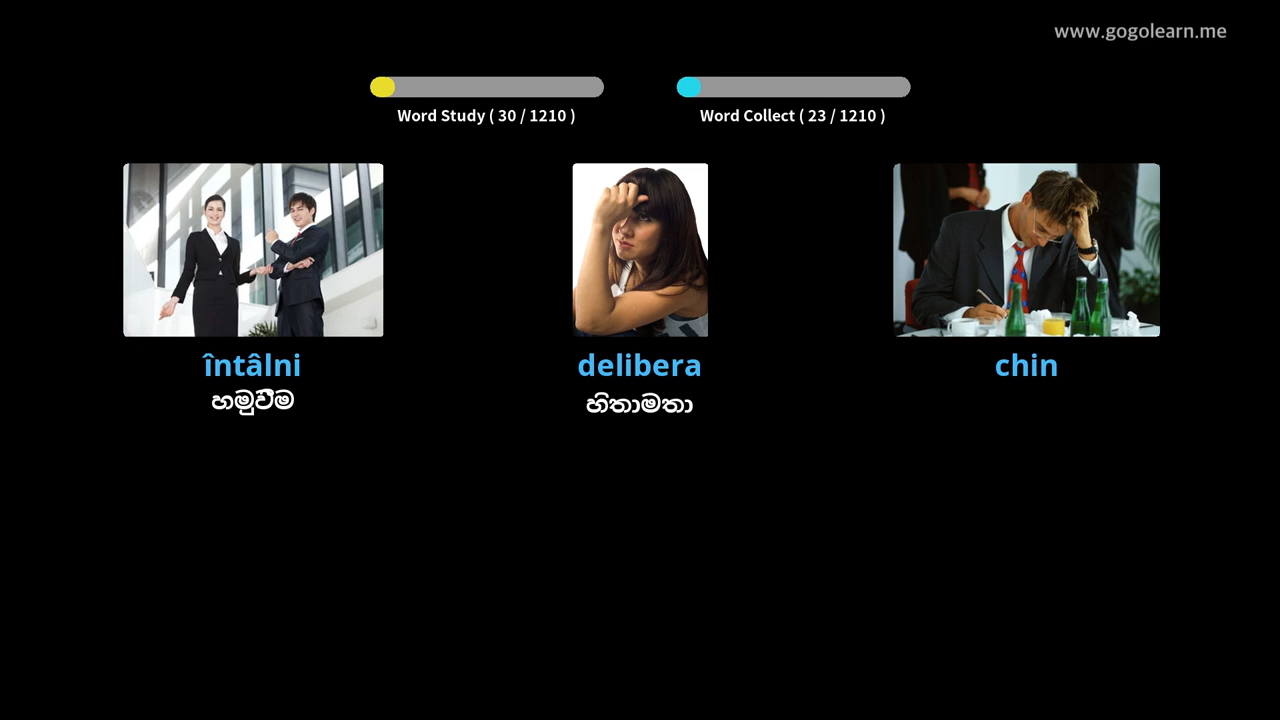 www.gogolearn.me
Word Study ( 30 / 1210 )
Word Collect ( 23 / 1210 )
întâlni
delibera
chin
හමුවීම
හිතාමතා